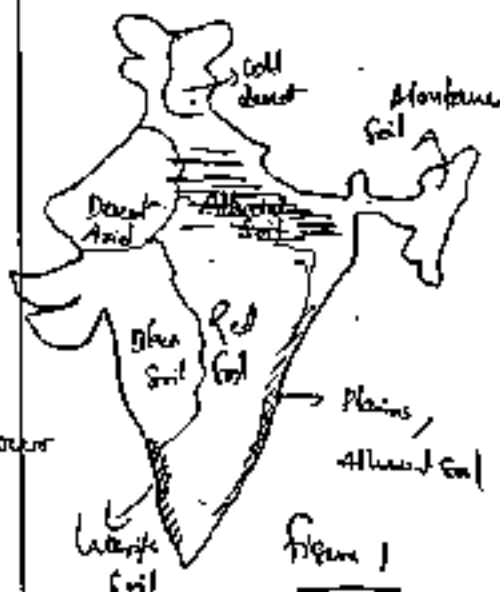 Cold
desert
Montane
Soil
Desert
Arid
Alluvial
Soil
Black
Soil
Red
Soil
Plains
Alluvial Soil
Laterite
Soil
Figure 1